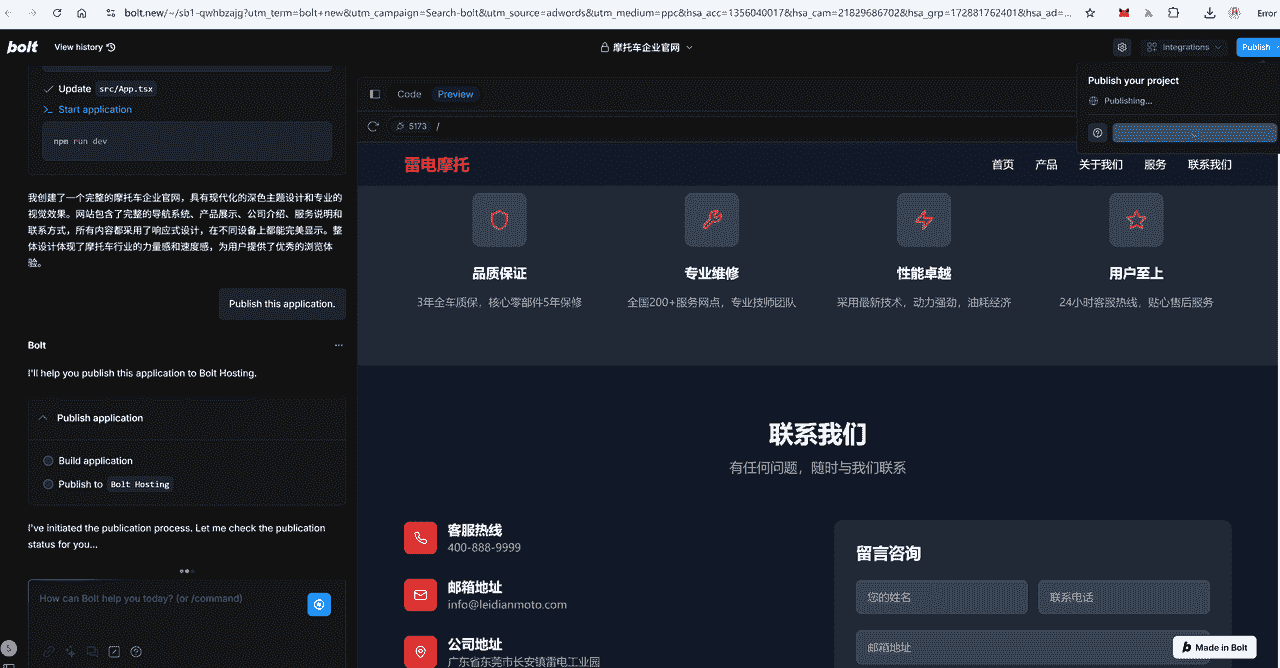 bolt.new/~/sb1-qwhbzajg?utm_term=bolt+new&utm_campaign=Search-bolt&utm_source=adwords&utm_medium=ppc&hsa_acc=1356040017&hsa_cam=21829686702&hsa_grp=172881762401&hsa_ad=...
Error
bolt
View history
摩托车企业官网
Integrations
Publish
Update src/App.tsx
Start application
npm run dev
我创建了一个完整的摩托车企业官网，具有现代化的深色主题设计和专业的
视觉效果。网站包含了完整的导航系统、产品展示、公司介绍、服务说明和
联系方式，所有内容都采用了响应式设计，在不同设备上都能完美显示。整
体设计体现了摩托车行业的力量感和速度感，为用户提供了优秀的浏览体
验。
Publish this application.
Bolt
...
I'll help you publish this application to Bolt Hosting.
Publish application
Build application
Publish to Bolt Hosting
I've initiated the publication process. Let me check the publication
status for you...
How can Bolt help you today? (or /command)
S
Code
Preview
5173
/
Publish your project
Publishing...
雷电摩托
首页
产品
关于我们
服务
联系我们
品质保证
专业维修
性能卓越
用户至上
3年全车质保，核心零部件5年保修
全国200+服务网点，专业技师团队
采用最新技术，动力强劲，油耗经济
24小时客服热线，贴心售后服务
联系我们
有任何问题，随时与我们联系
客服热线
400-888-9999
邮箱地址
info@leidianmoto.com
公司地址
广东省东莞市长安镇雷电工业园
留言咨询
您的姓名
联系电话
邮箱地址
b Made in Bolt